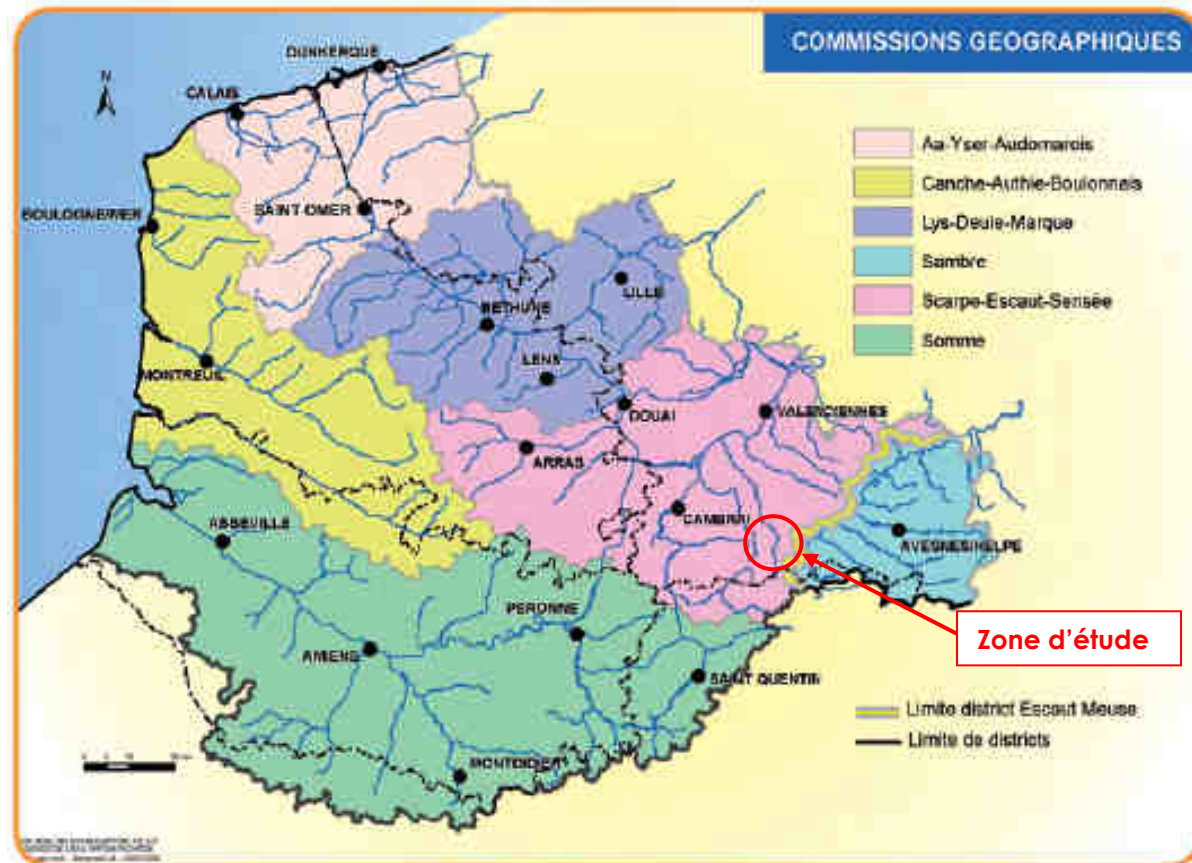 COMMISSIONS GEOGRAPHIQUES
N
DUNKERQUE
CALAIS
Aa-Yser-Audomarois
Canche-Authie-Boulonnais
BOULOGNE/MER
SAINT OMER
Lys-Deule-Marque
Sambre
LILLE
BETHUNE
Scarpe-Escaut-Sensée
Somme
LENS
MONTREUIL
DOUAI
VALENCIENNES
ARRAS
CAMBRAI
ABBEVILLE
AVESNES/HELPE
PERONNE
Zone d'étude
AMIENS
SAINT QUENTIN
Limite district Escaut Meuse
Limite de districts
MONTDIDIER